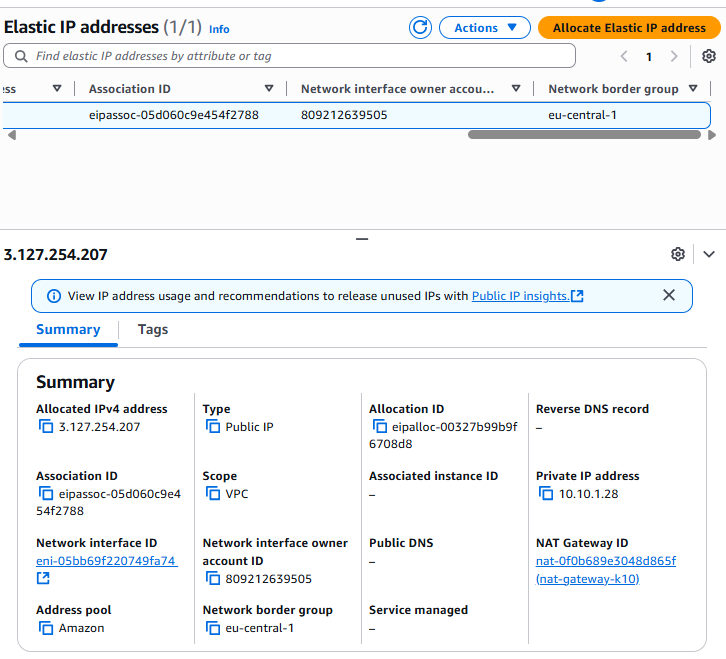 Elastic IP addresses (1/1) Info
Actions
Allocate Elastic IP address
Find elastic IP addresses by attribute or tag
1
ess
Association ID
Network interface owner accou...
Network border group
eipassoc-05d060c9e454f2788
809212639505
eu-central-1
3.127.254.207
View IP address usage and recommendations to release unused IPs with Public IP insights.
Summary
Tags
Summary
Allocated IPv4 address
3.127.254.207
Type
Public IP
Allocation ID
eipalloc-00327b99b9f
6708d8
Reverse DNS record
–
Association ID
eipassoc-05d060c9e4
54f2788
Scope
VPC
Associated instance ID
–
Private IP address
10.10.1.28
Network interface ID
eni-05bb69f220749fa74
Network interface owner
account ID
809212639505
Public DNS
–
NAT Gateway ID
nat-0f0b689e3048d865f
(nat-gateway-k10)
Address pool
Amazon
Network border group
eu-central-1
Service managed
–